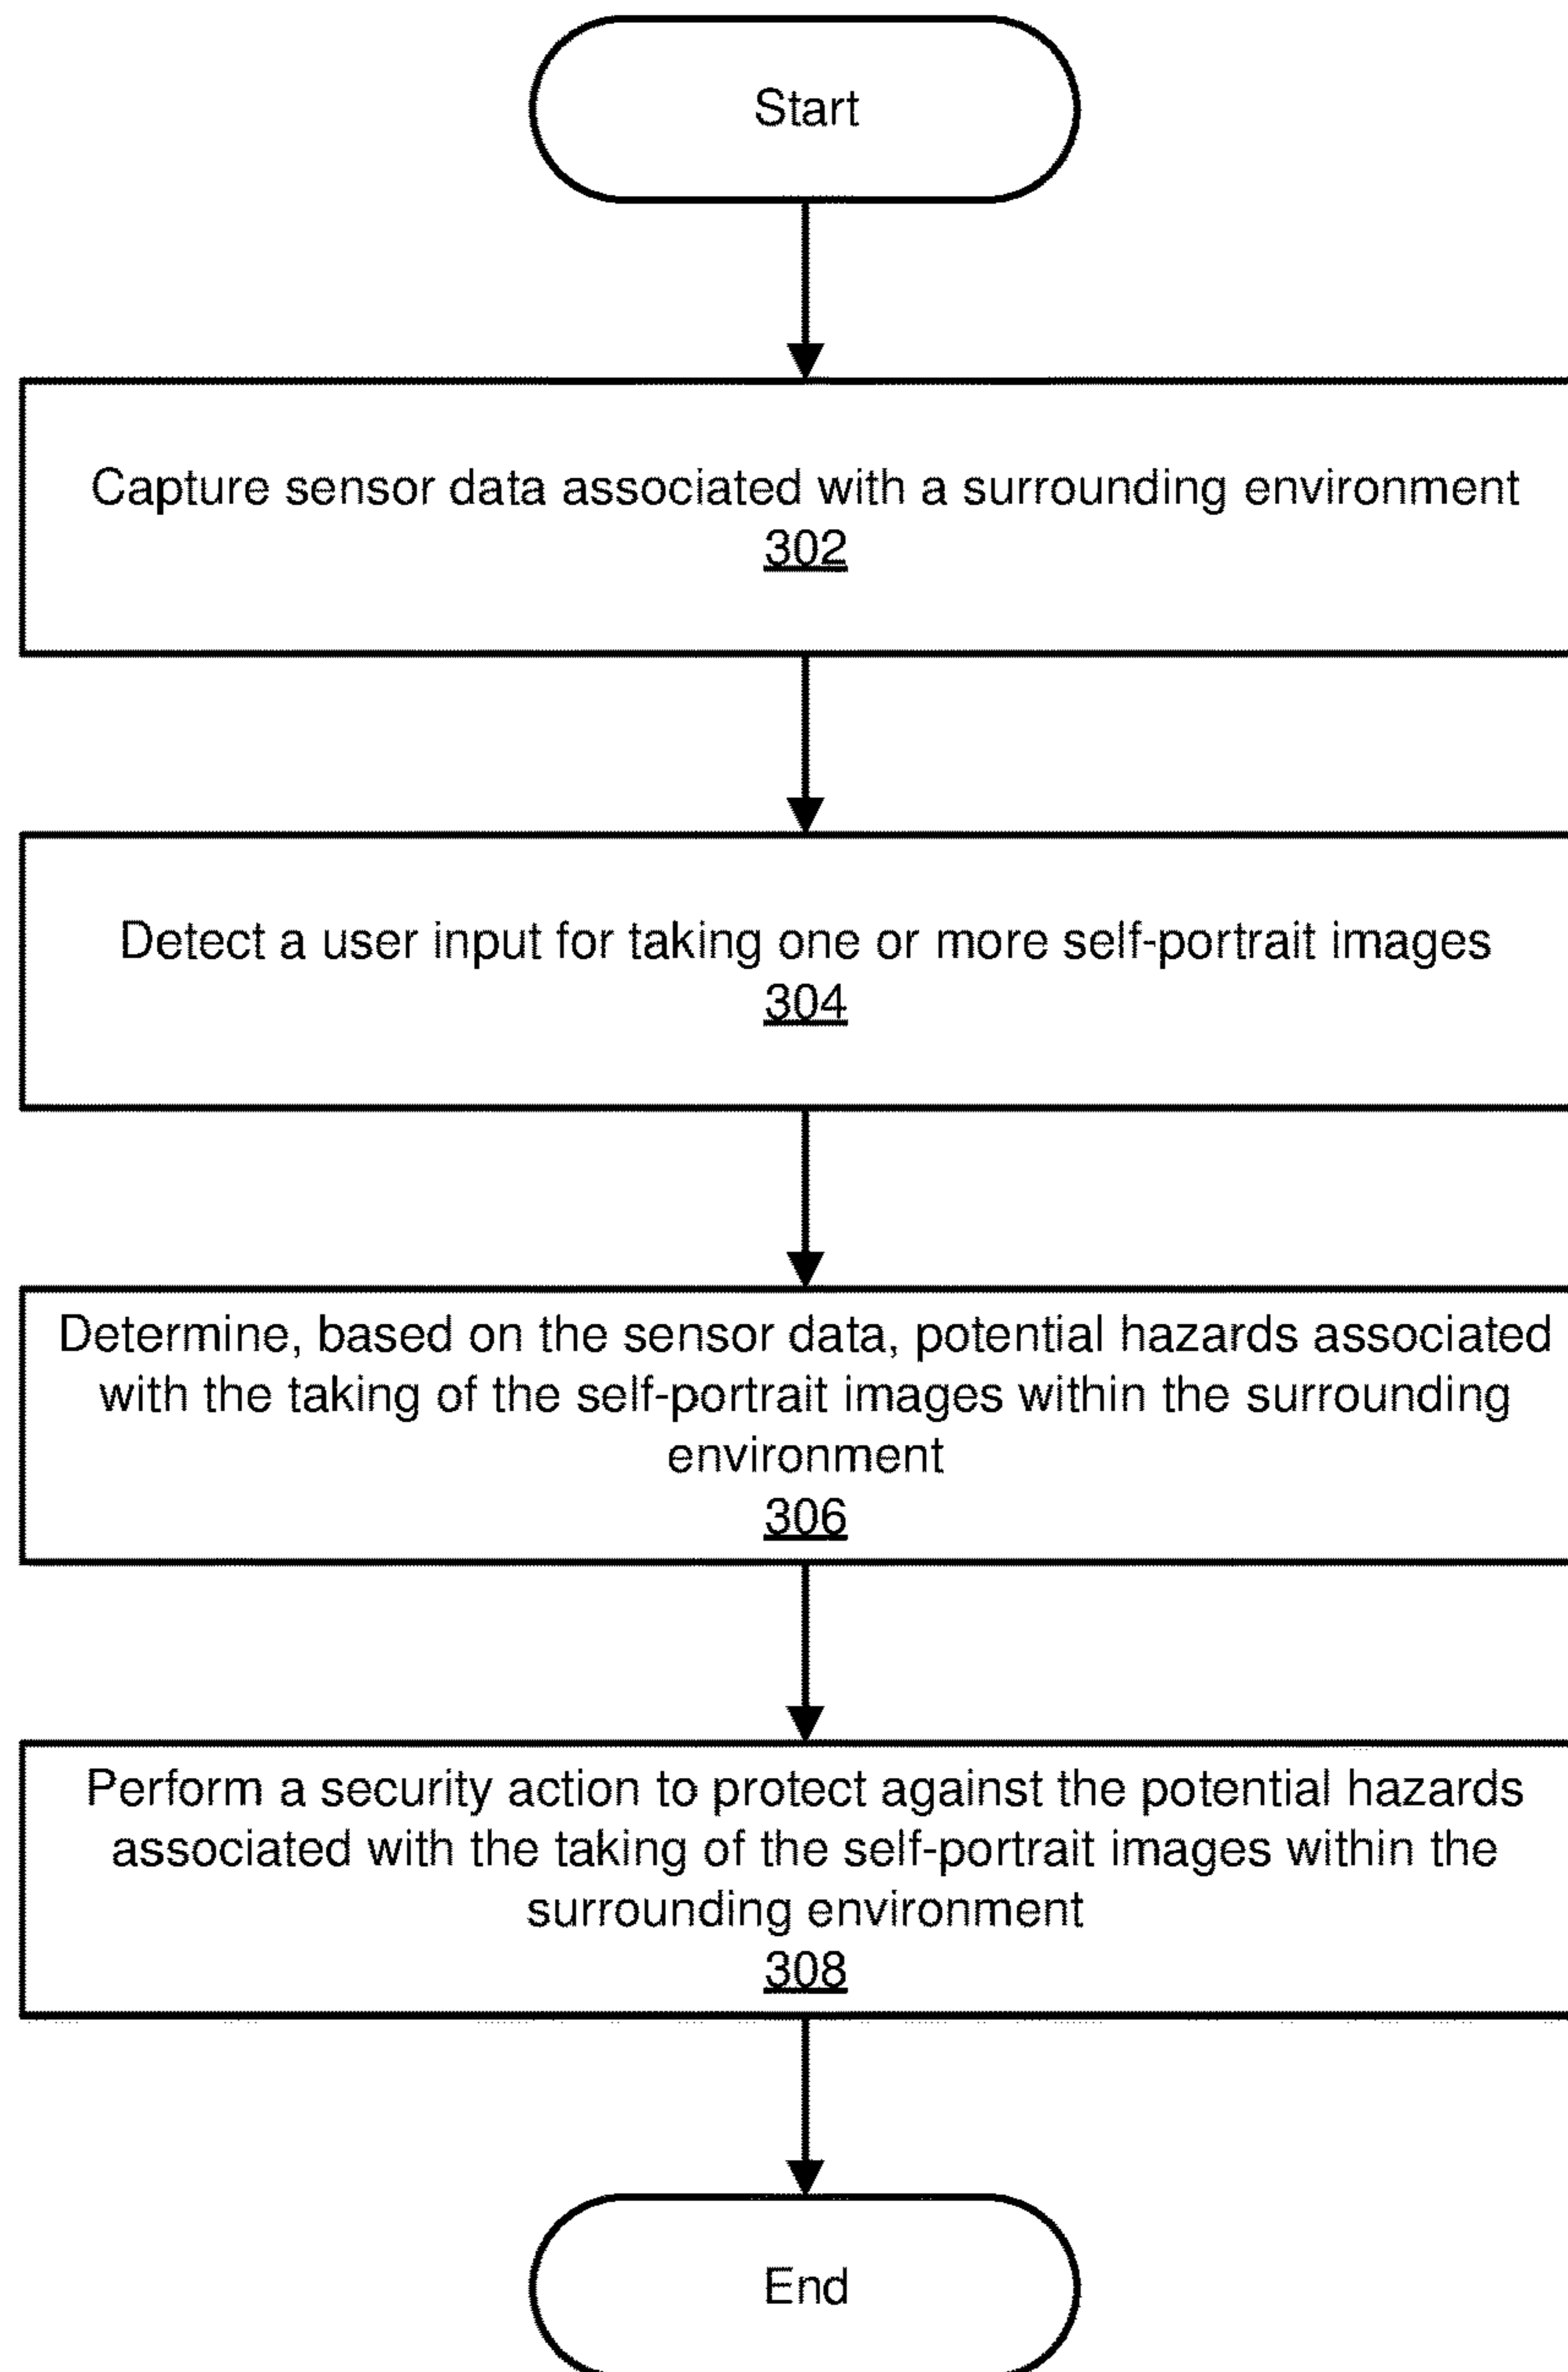 Start
Capture sensor data associated with a surrounding environment
302
Detect a user input for taking one or more self-portrait images
304
Determine, based on the sensor data, potential hazards associated
with the taking of the self-portrait images within the surrounding
environment
306
Perform a security action to protect against the potential hazards
associated with the taking of the self-portrait images within the
surrounding environment
308
End